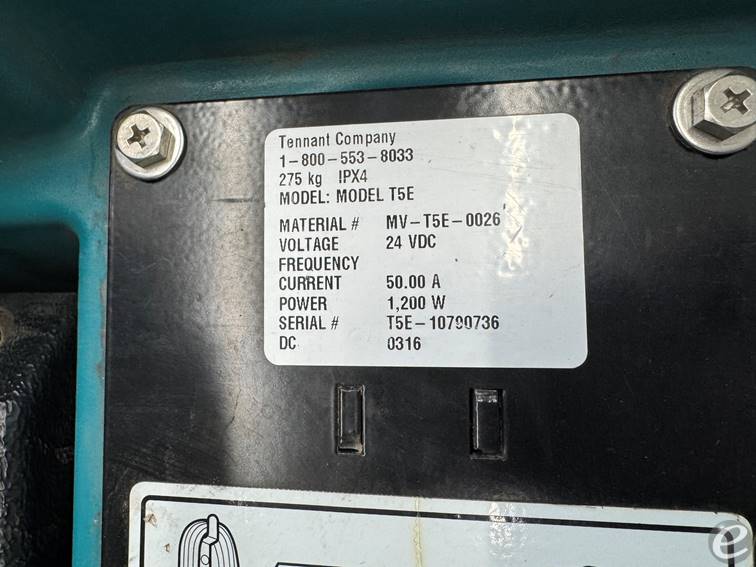 Tennant Company
1-800-553-8033
275 kg IPX4
MODEL: MODEL T5E
MATERIAL # MV-T5E-0026
VOLTAGE 24 VDC
FREQUENCY
CURRENT 50.00 A
POWER 1,200 W
SERIAL # T5E-10790736
DC 0316
e